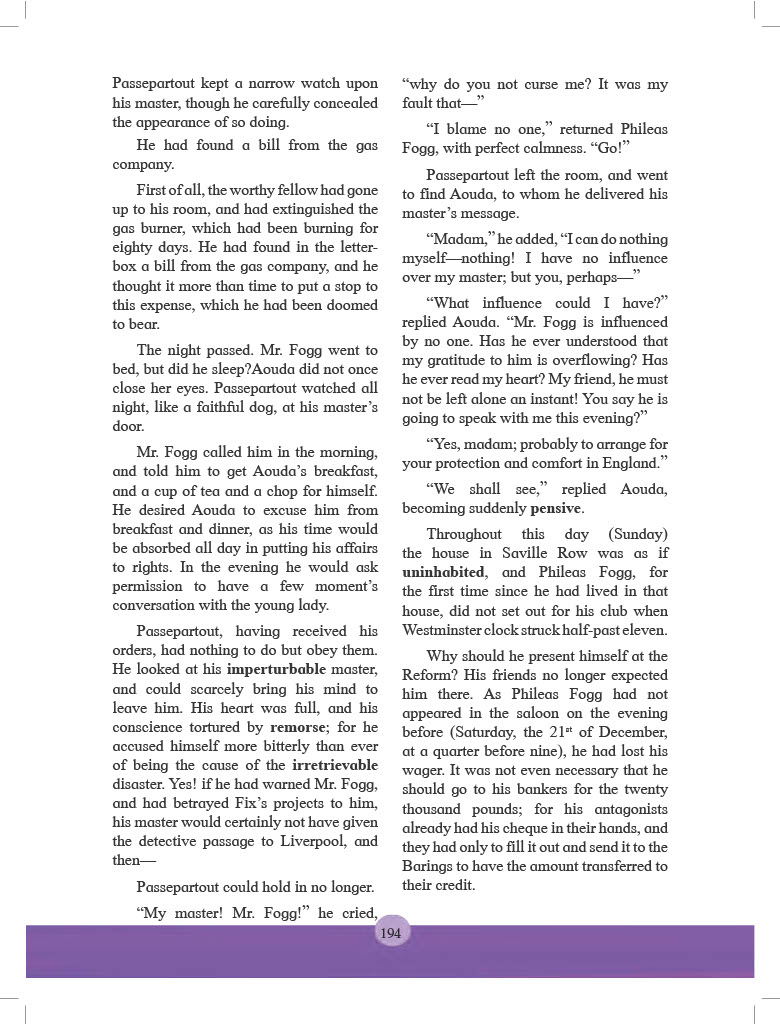 Passepartout kept a narrow watch upon
his master, though he carefully concealed
the appearance of so doing.
He had found a bill from the gas
company.
First of all, the worthy fellow had gone
up to his room, and had extinguished the
gas burner, which had been burning for
eighty days. He had found in the letter-
box a bill from the gas company, and he
thought it more than time to put a stop to
this expense, which he had been doomed
to bear.
The night passed. Mr. Fogg went to
bed, but did he sleep?Aouda did not once
close her eyes. Passepartout watched all
night, like a faithful dog, at his master’s
door.
Mr. Fogg called him in the morning,
and told him to get Aouda’s breakfast,
and a cup of tea and a chop for himself.
He desired Aouda to excuse him from
breakfast and dinner, as his time would
be absorbed all day in putting his affairs
to rights. In the evening he would ask
permission to have a few moment’s
conversation with the young lady.
Passepartout, having received his
orders, had nothing to do but obey them.
He looked at his imperturbable master,
and could scarcely bring his mind to
leave him. His heart was full, and his
conscience tortured by remorse; for he
accused himself more bitterly than ever
of being the cause of the irretrievable
disaster. Yes! if he had warned Mr. Fogg,
and had betrayed Fix’s projects to him,
his master would certainly not have given
the detective passage to Liverpool, and
then—
Passepartout could hold in no longer.
“My master! Mr. Fogg!” he cried,
“why do you not curse me? It was my
fault that—”
“I blame no one,” returned Phileas
Fogg, with perfect calmness. “Go!”
Passepartout left the room, and went
to find Aouda, to whom he delivered his
master’s message.
“Madam,” he added, “I can do nothing
myself—nothing! I have no influence
over my master; but you, perhaps—”
“What influence could I have?”
replied Aouda. “Mr. Fogg is influenced
by no one. Has he ever understood that
my gratitude to him is overflowing? Has
he ever read my heart? My friend, he must
not be left alone an instant! You say he is
going to speak with me this evening?”
“Yes, madam; probably to arrange for
your protection and comfort in England.”
“We shall see,” replied Aouda,
becoming suddenly pensive.
Throughout this day (Sunday)
the house in Saville Row was as if
uninhabited, and Phileas Fogg, for
the first time since he had lived in that
house, did not set out for his club when
Westminster clock struck half-past eleven.
Why should he present himself at the
Reform? His friends no longer expected
him there. As Phileas Fogg had not
appeared in the saloon on the evening
before (Saturday, the 21st of December,
at a quarter before nine), he had lost his
wager. It was not even necessary that he
should go to his bankers for the twenty
thousand pounds; for his antagonists
already had his cheque in their hands, and
they had only to fill it out and send it to the
Barings to have the amount transferred to
their credit.
194